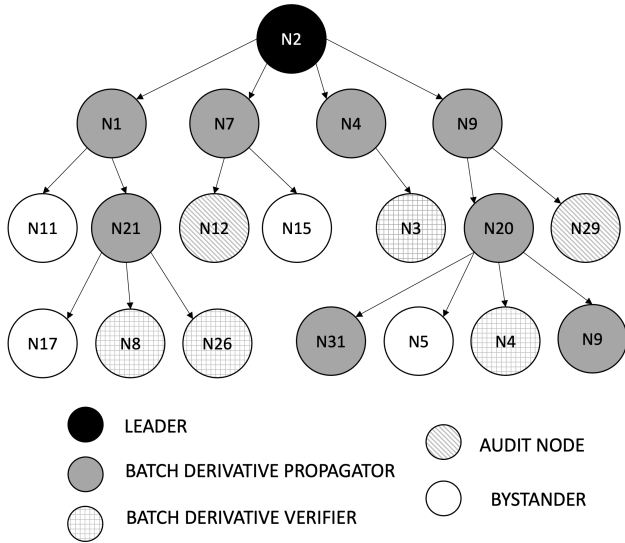 N2
N1 N7 N4 N9
N11 N21 N12 N15 N3 N20 N29
N17 N8 N26 N31 N5 N4 N9
LEADER
BATCH DERIVATIVE PROPAGATOR
BATCH DERIVATIVE VERIFIER
AUDIT NODE
BYSTANDER